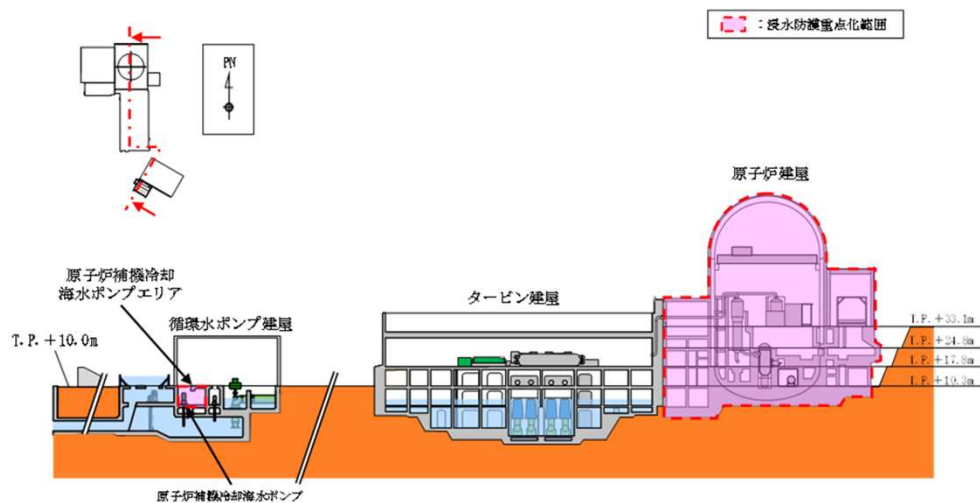 ：浸水防護重点化範囲
PN
原子炉建屋
原子炉補機冷却
海水ポンプエリア
タービン建屋
循環水ポンプ建屋
T.P.+10.0m
T.P.+33.1m
T.P.+24.8m
T.P.+17.8m
T.P.+10.3m
原子炉補機冷却海水ポンプ